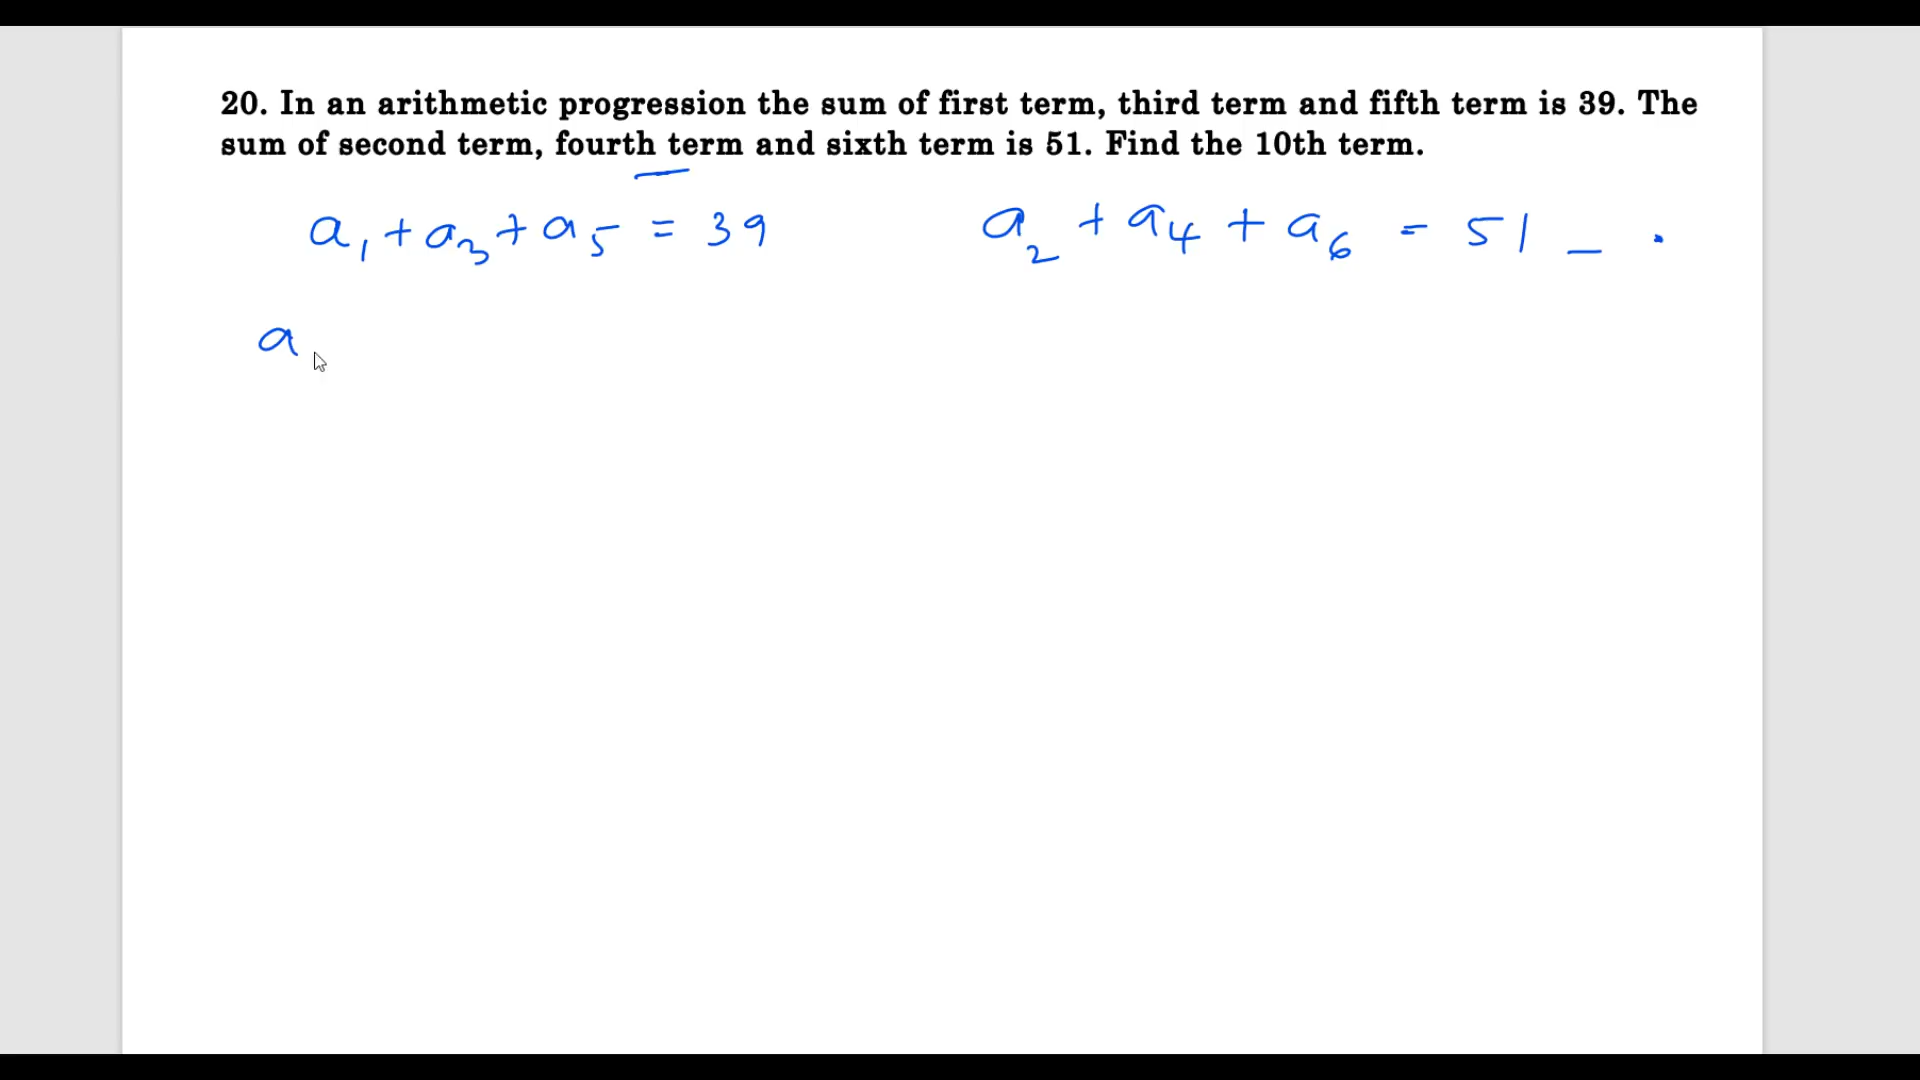 20. In an arithmetic progression the sum of first term, third term and fifth term is 39. The
sum of second term, fourth term and sixth term is 51. Find the 10th term.
a₁ + a₃ + a₅ = 39 a₂ + a₄ + a₆ = 51 _ .
a